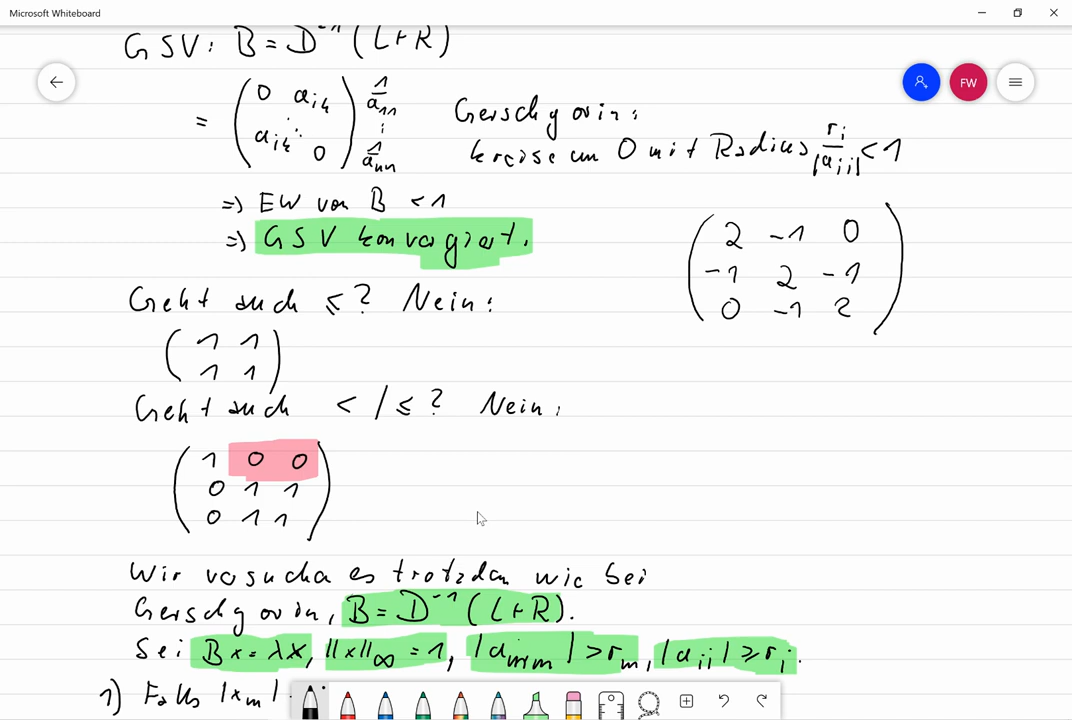 Microsoft Whiteboard
GSV: B = D⁻¹ (L+R)
= ( 0 aik ) 1/a11
( aik ⋱ 0 ) ⋮ 1/ann
Gerschgorin:
Kreise um 0 mit Radius ri/|aii| < 1
FW
=> EW von B < 1
=> GSV konvergiert.
( 2 -1 0 )
( -1 2 -1 )
( 0 -1 2 )
Geht auch ≤? Nein:
( 1 1 )
( 1 1 )
Geht auch < / ≤? Nein:
( 1 0 0 )
( 0 1 1 )
( 0 1 1 )
Wir versuchen es trotzdem wie bei
Gerschgorin, B = D⁻¹ (L+R).
Sei Bx = λx, ||x||∞ = 1, |amm| > rm, |aii| ≥ ri.
1) Falls |xm|